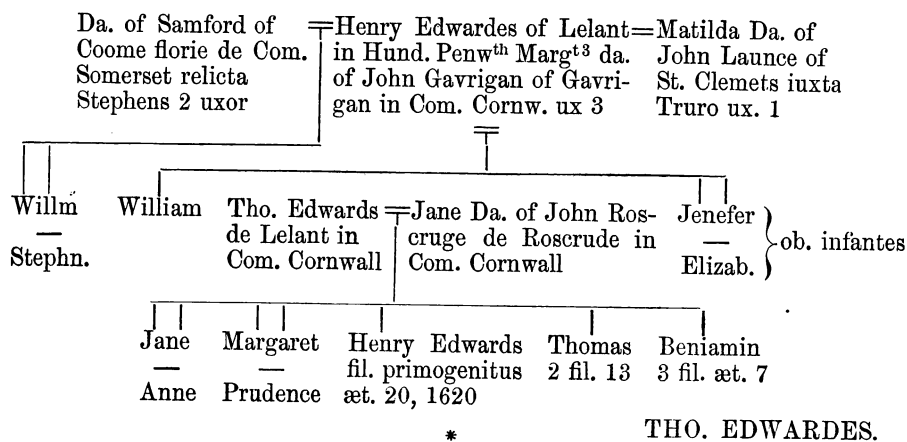 Da. of Samford of
Coome florie de Com.
Somerset relicta
Stephens 2 uxor
Henry Edwardes of Lelant
in Hund. Penwth Margt3 da.
of John Gavrigan of Gavri-
gan in Com. Cornw. ux 3
=Matilda Da. of
John Launce of
St. Clemets iuxta
Truro ux. 1
Willm̃
—
Stephn.
William
Tho. Edwards
de Lelant in
Com. Cornwall
Jane Da. of John Ros-
cruge de Roscrude in
Com. Cornwall
Jenefer
—
Elizab.
ob. infantes
Jane
—
Anne
Margaret
—
Prudence
Henry Edwards
fil. primogenitus
æt. 20, 1620
Thomas
2 fil. 13
Beniamin
3 fil. æt. 7
*
THO. EDWARDES.